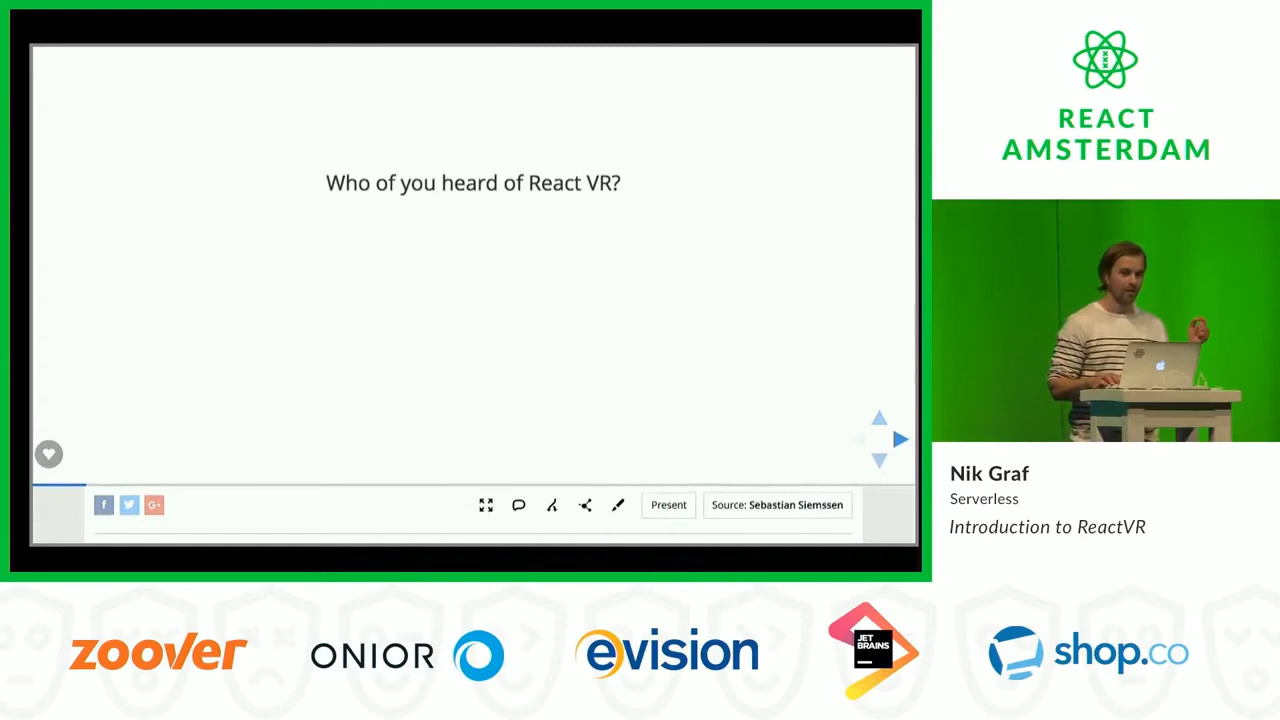 Who of you heard of React VR?
f
G+
Present
Source: Sebastian Siemssen
REACT
AMSTERDAM
Nik Graf
Serverless
Introduction to ReactVR
zoover
ONIOR
evision
JET
BRAINS
shop.co